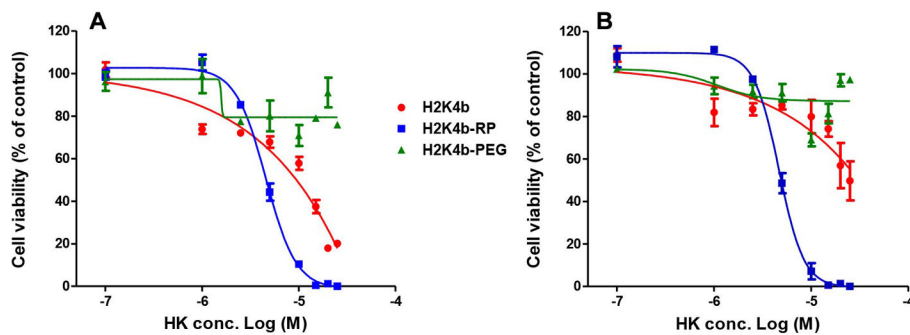 A
Cell viability (% of control)
120
100
80
60
40
20
0
-7
-6
-5
-4
HK conc. Log (M)
H2K4b
H2K4b-RP
H2K4b-PEG
B
Cell viability (% of control)
120
100
80
60
40
20
0
-7
-6
-5
-4
HK conc. Log (M)